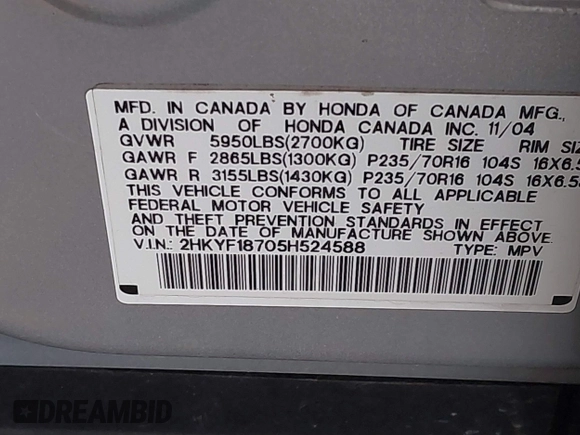 MFD. IN CANADA BY HONDA OF CANADA MFG.,
A DIVISION OF HONDA CANADA INC. 11/04
GVWR 5950LBS(2700KG) TIRE SIZE RIM SIZ
GAWR F 2865LBS(1300KG) P235/70R16 104S 16X6.5
GAWR R 3155LBS(1430KG) P235/70R16 104S 16X6.5
THIS VEHICLE CONFORMS TO ALL APPLICABLE
FEDERAL MOTOR VEHICLE SAFETY
AND THEFT PREVENTION STANDARDS IN EFFECT
ON THE DATE OF MANUFACTURE SHOWN ABOVE.
V.I.N.: 2HKYF18705H524588 TYPE: MPV
DREAMBID